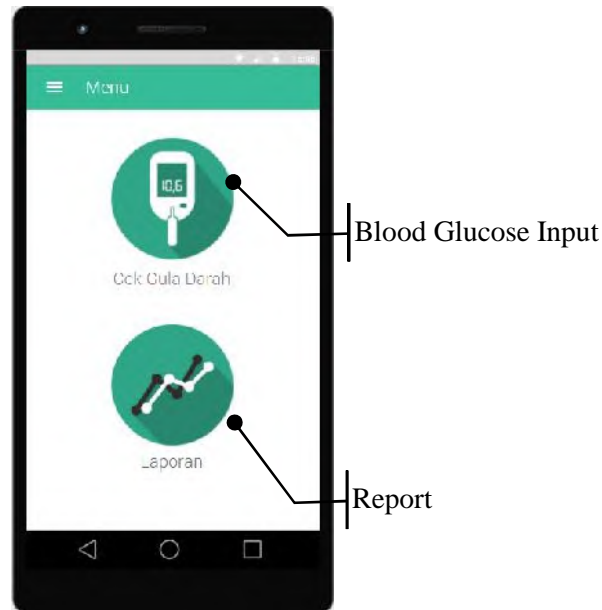 Menu
10,6
Blood Glucose Input
Cek Gula Darah
Laporan
Report